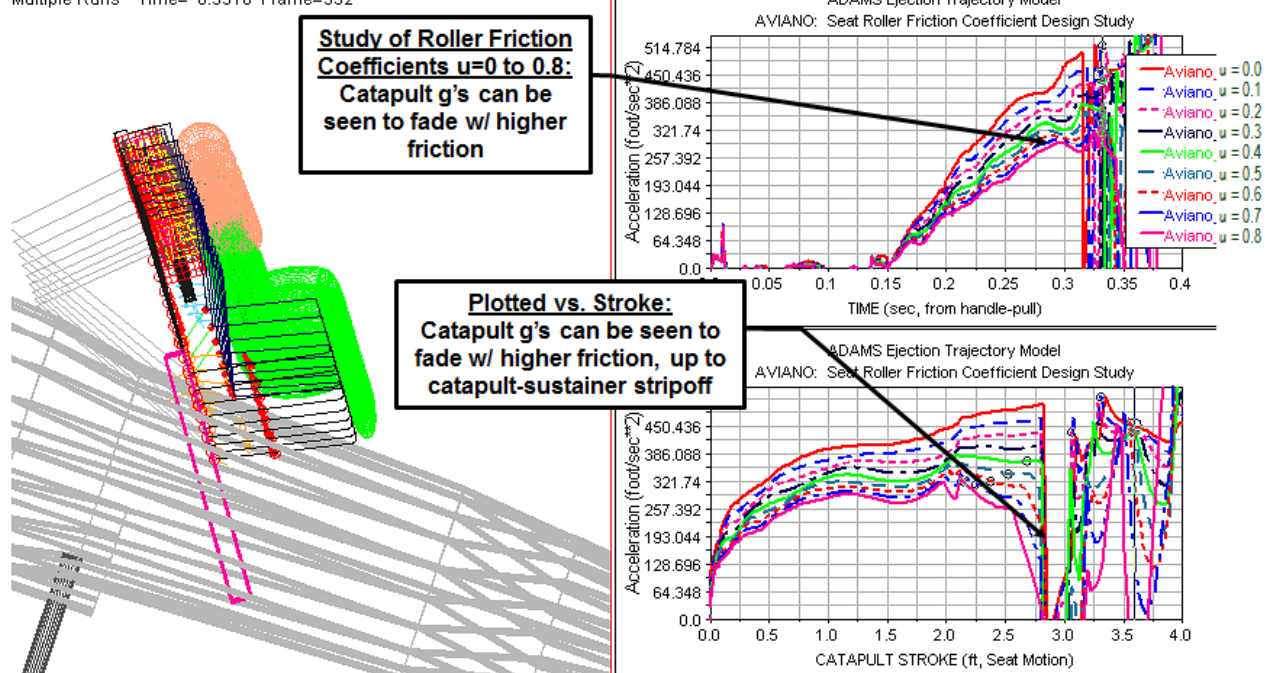 Multiple Runs Time= 0.3316 Frame=332
Study of Roller Friction
Coefficients u=0 to 0.8:
Catapult g's can be
seen to fade w/ higher
friction
ADAMS Ejection Trajectory Model
AVIANO: Seat Roller Friction Coefficient Design Study
Acceleration (foot/sec**2)
514.784
450.436
386.088
321.74
257.392
193.044
128.696
64.348
0.0
0.05
0.1
0.15
0.2
0.25
0.3
0.35
0.4
TIME (sec, from handle-pull)
Aviano_u = 0.0
Aviano_u = 0.1
Aviano_u = 0.2
Aviano_u = 0.3
Aviano_u = 0.4
Aviano_u = 0.5
Aviano_u = 0.6
Aviano_u = 0.7
Aviano_u = 0.8
Plotted vs. Stroke:
Catapult g's can be seen to
fade w/ higher friction, up to
catapult-sustainer stripoff
ADAMS Ejection Trajectory Model
AVIANO: Seat Roller Friction Coefficient Design Study
Acceleration (foot/sec**2)
450.436
386.088
321.74
257.392
193.044
128.696
64.348
0.0
0.0
0.5
1.0
1.5
2.0
2.5
3.0
3.5
4.0
CATAPULT STROKE (ft, Seat Motion)